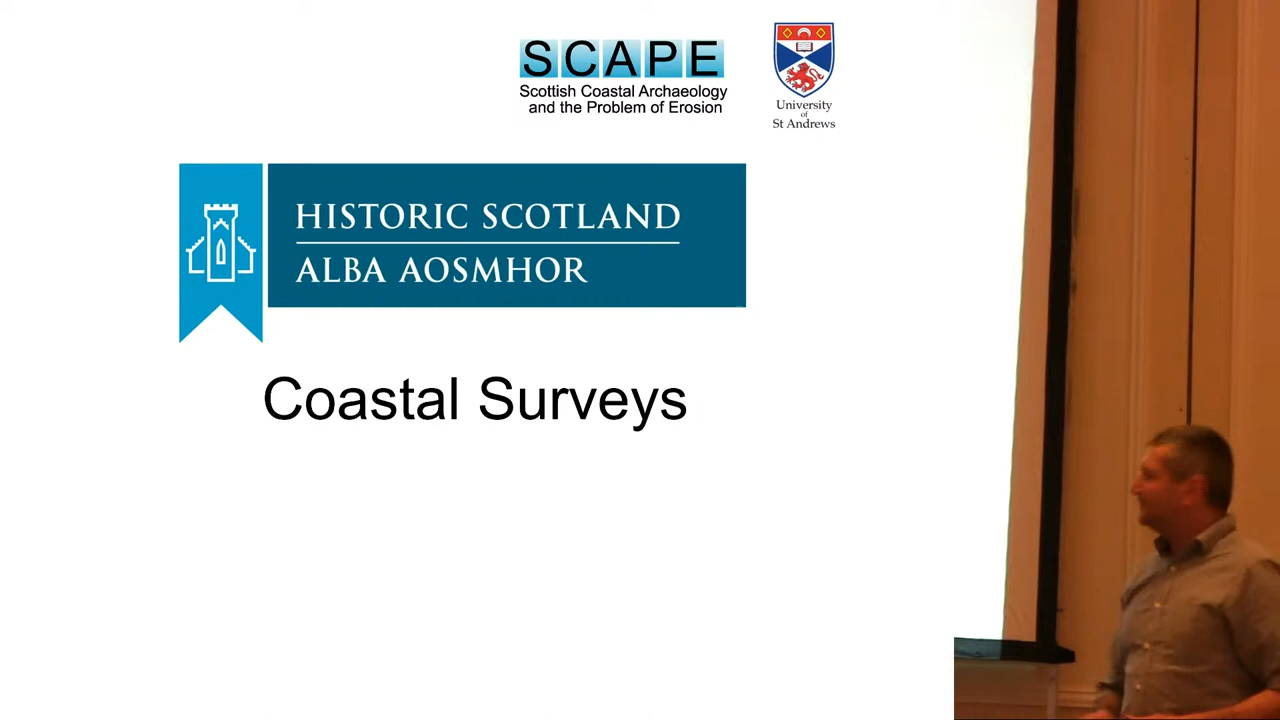 SCAPE
Scottish Coastal Archaeology
and the Problem of Erosion
University
of
St Andrews
HISTORIC SCOTLAND
ALBA AOSMHOR
Coastal Surveys